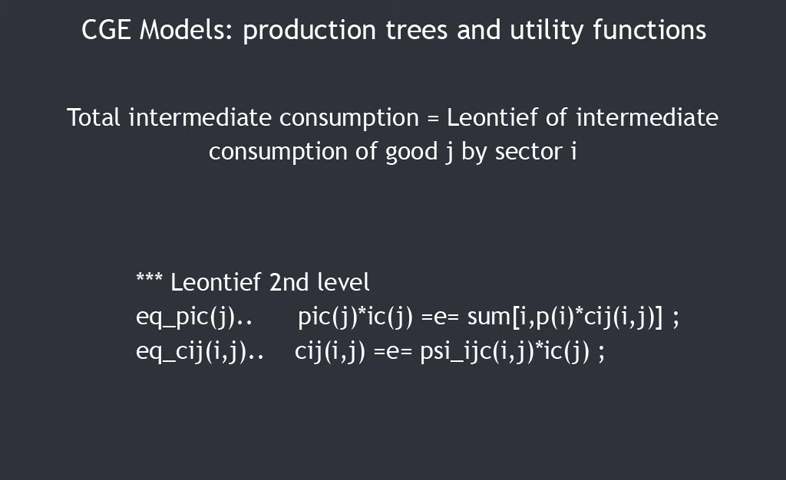 CGE Models: production trees and utility functions
Total intermediate consumption = Leontief of intermediate
consumption of good j by sector i
*** Leontief 2nd level
eq_pic(j).. pic(j)*ic(j) =e= sum[i,p(i)*cij(i,j)] ;
eq_cij(i,j).. cij(i,j) =e= psi_ijc(i,j)*ic(j) ;